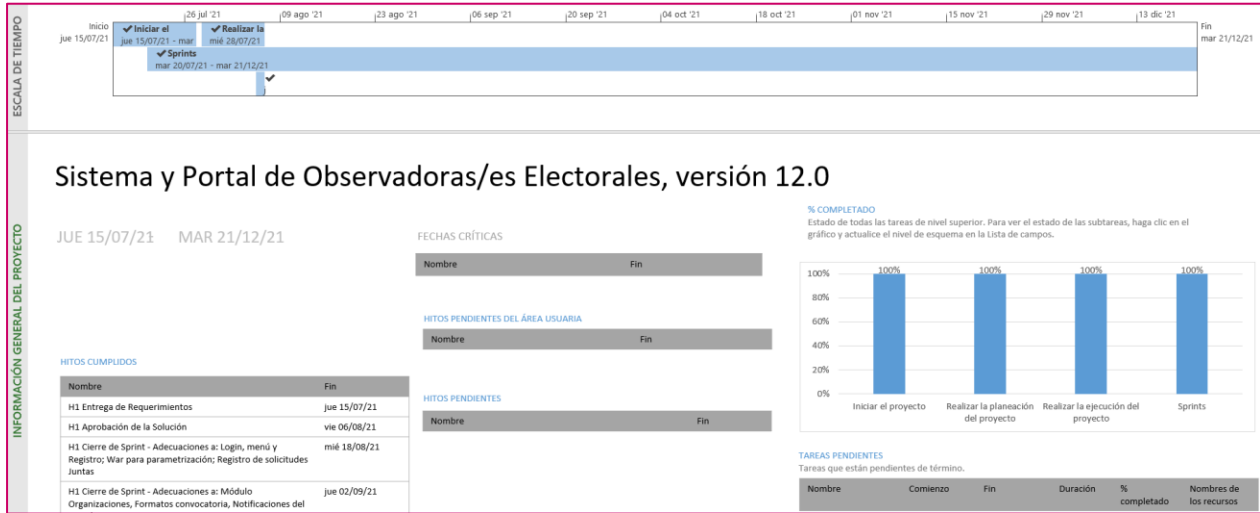 ESCALA DE TIEMPO
26 jul '21
09 ago '21
23 ago '21
06 sep '21
20 sep '21
04 oct '21
18 oct '21
01 nov '21
15 nov '21
29 nov '21
13 dic '21
Inicio
jue 15/07/21
Iniciar el
jue 15/07/21 - mar
Realizar la
mié 28/07/21
Sprints
mar 20/07/21 - mar 21/12/21
Fin
mar 21/12/21
INFORMACIÓN GENERAL DEL PROYECTO
Sistema y Portal de Observadoras/es Electorales, versión 12.0
JUE 15/07/21 MAR 21/12/21
HITOS CUMPLIDOS
Nombre Fin
H1 Entrega de Requerimientos jue 15/07/21
H1 Aprobación de la Solución vie 06/08/21
H1 Cierre de Sprint - Adecuaciones a: Login, menú y mié 18/08/21
Registro; War para parametrización; Registro de solicitudes
Juntas
H1 Cierre de Sprint - Adecuaciones a: Módulo jue 02/09/21
Organizaciones, Formatos convocatoria, Notificaciones del
FECHAS CRÍTICAS
Nombre Fin
HITOS PENDIENTES DEL ÁREA USUARIA
Nombre Fin
HITOS PENDIENTES
Nombre Fin
% COMPLETADO
Estado de todas las tareas de nivel superior. Para ver el estado de las subtareas, haga clic en el
gráfico y actualice el nivel de esquema en la Lista de campos.
100%
80%
60%
40%
20%
0%
100% 100% 100% 100%
Iniciar el proyecto
Realizar la planeación
del proyecto
Realizar la ejecución del
proyecto
Sprints
TAREAS PENDIENTES
Tareas que están pendientes de término.
Nombre Comienzo Fin Duración % Nombres de
completado los recursos